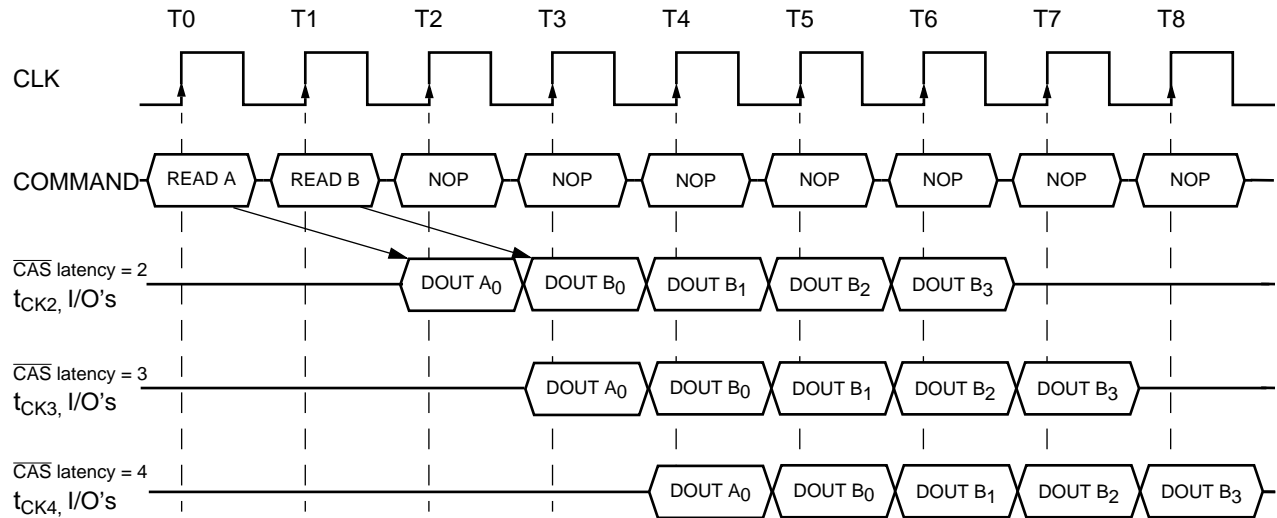 T0 T1 T2 T3 T4 T5 T6 T7 T8
CLK
COMMAND READ A READ B NOP NOP NOP NOP NOP NOP NOP
CAS latency = 2
tCK2, I/O's DOUT A0 DOUT B0 DOUT B1 DOUT B2 DOUT B3
CAS latency = 3
tCK3, I/O's DOUT A0 DOUT B0 DOUT B1 DOUT B2 DOUT B3
CAS latency = 4
tCK4, I/O's DOUT A0 DOUT B0 DOUT B1 DOUT B2 DOUT B3